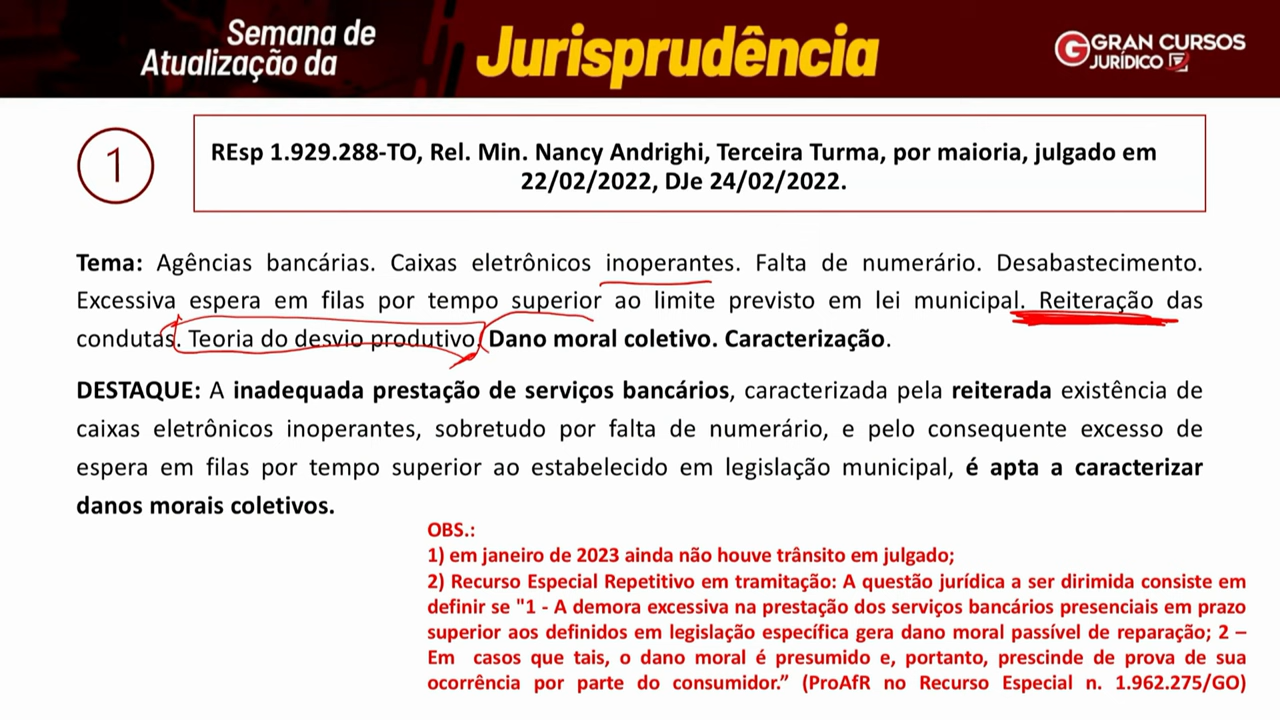 Semana de
Atualização da
Jurisprudência
GRAN CURSOS
JURÍDICO
1
REsp 1.929.288-TO, Rel. Min. Nancy Andrighi, Terceira Turma, por maioria, julgado em
22/02/2022, DJe 24/02/2022.
Tema: Agências bancárias. Caixas eletrônicos inoperantes. Falta de numerário. Desabastecimento.
Excessiva espera em filas por tempo superior ao limite previsto em lei municipal. Reiteração das
condutas. Teoria do desvio produtivo. Dano moral coletivo. Caracterização.
DESTAQUE: A inadequada prestação de serviços bancários, caracterizada pela reiterada existência de
caixas eletrônicos inoperantes, sobretudo por falta de numerário, e pelo consequente excesso de
espera em filas por tempo superior ao estabelecido em legislação municipal, é apta a caracterizar
danos morais coletivos.
OBS.:
1) em janeiro de 2023 ainda não houve trânsito em julgado;
2) Recurso Especial Repetitivo em tramitação: A questão jurídica a ser dirimida consiste em
definir se "1 - A demora excessiva na prestação dos serviços bancários presenciais em prazo
superior aos definidos em legislação específica gera dano moral passível de reparação; 2 –
Em casos que tais, o dano moral é presumido e, portanto, prescinde de prova de sua
ocorrência por parte do consumidor.” (ProAfR no Recurso Especial n. 1.962.275/GO)